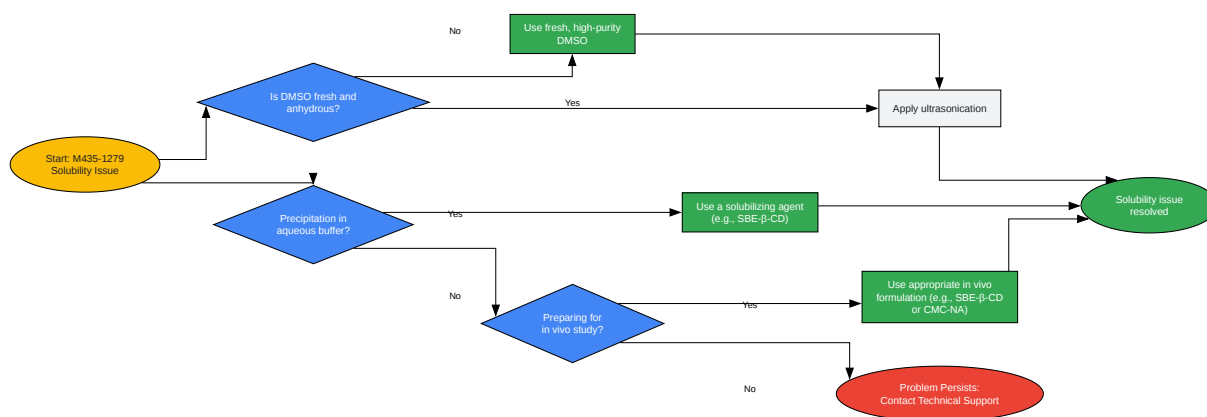 Start: M435-1279
Solubility Issue
Is DMSO fresh and
anhydrous?
No
Use fresh, high-purity
DMSO
Yes
Apply ultrasonication
Precipitation in
aqueous buffer?
Yes
Use a solubilizing agent
(e.g., SBE-β-CD)
Solubility issue
resolved
No
Preparing for
in vivo study?
Yes
Use appropriate in vivo
formulation (e.g., SBE-β-CD
or CMC-NA)
No
Problem Persists:
Contact Technical Support